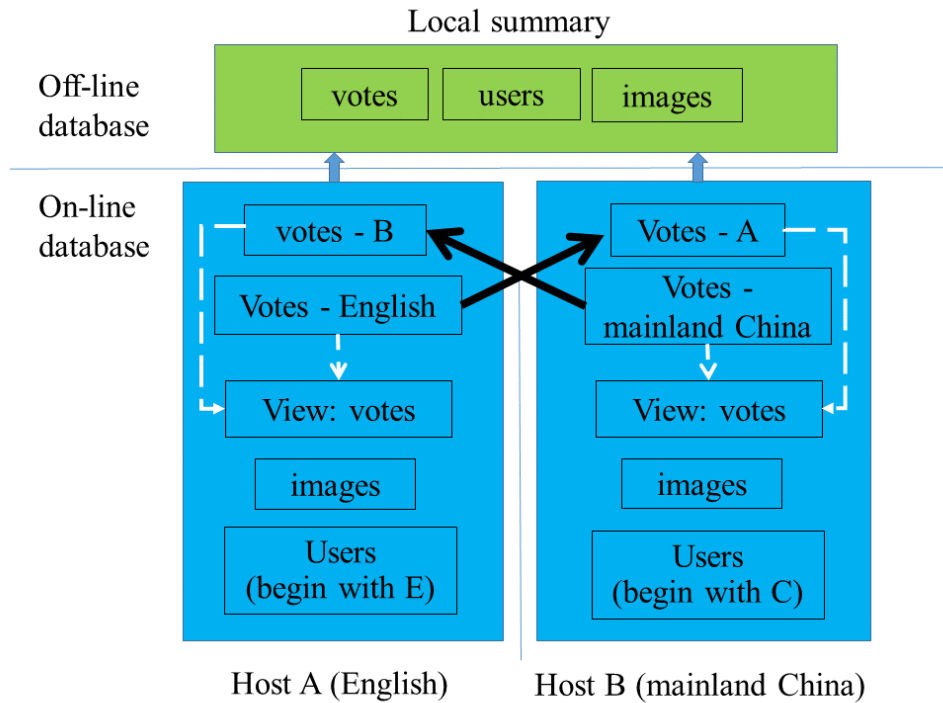 Local summary
Off-line
database
votes
users
images
On-line
database
votes - B
Votes - English
View: votes
images
Users
(begin with E)
Votes - A
Votes -
mainland China
View: votes
images
Users
(begin with C)
Host A (English)
Host B (mainland China)